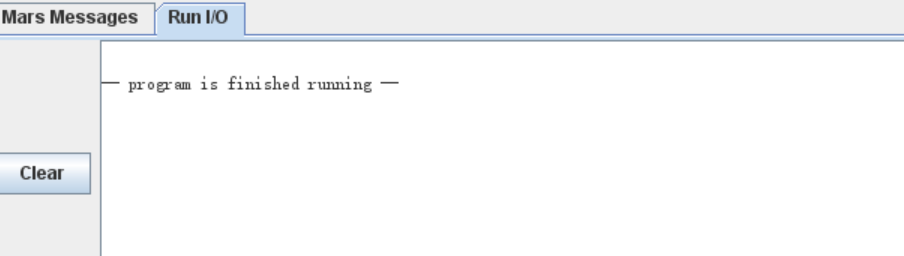 Mars Messages Run I/O
— program is finished running —
Clear